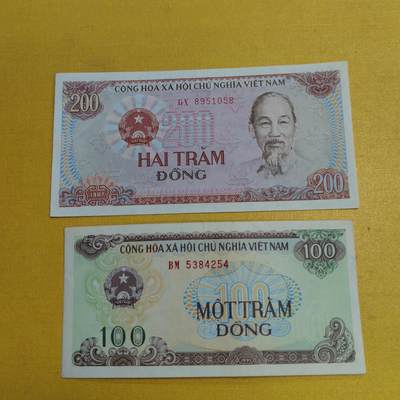 CỘNG HÒA XÃ HỘI CHỦ NGHĨA VIỆT NAM
200
GX 8951058
200
HAI TRĂM
ĐỒNG
1987
200
CỘNG HÒA XÃ HỘI CHỦ NGHĨA VIỆT NAM
100
BM 5384254
100
MỘT TRĂM
100
ĐỒNG